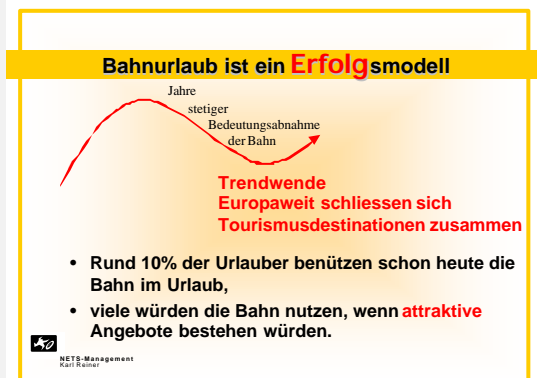 Bahnurlaub ist ein Erfolgsmodell
Jahre
stetiger
Bedeutungsabnahme
der Bahn
Trendwende
Europaweit schliessen sich
Tourismusdestinationen zusammen
• Rund 10% der Urlauber benützen schon heute die
Bahn im Urlaub,
• viele würden die Bahn nutzen, wenn attraktive
Angebote bestehen würden.
NETS-Management
Karl Reiner